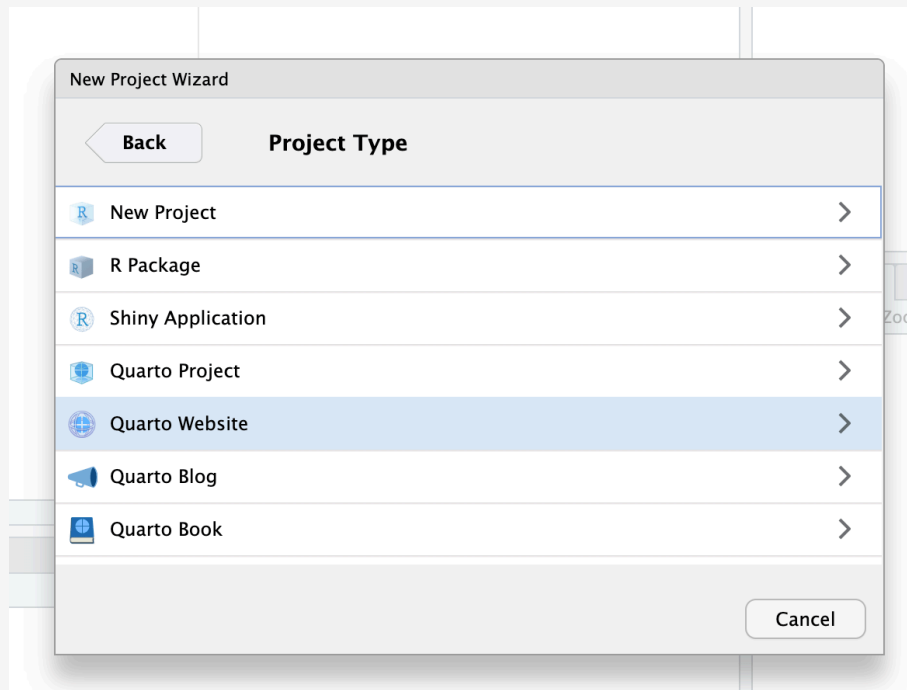 New Project Wizard
Back
Project Type
R New Project
R R Package
R Shiny Application
Quarto Project
Quarto Website
Quarto Blog
Quarto Book
Cancel